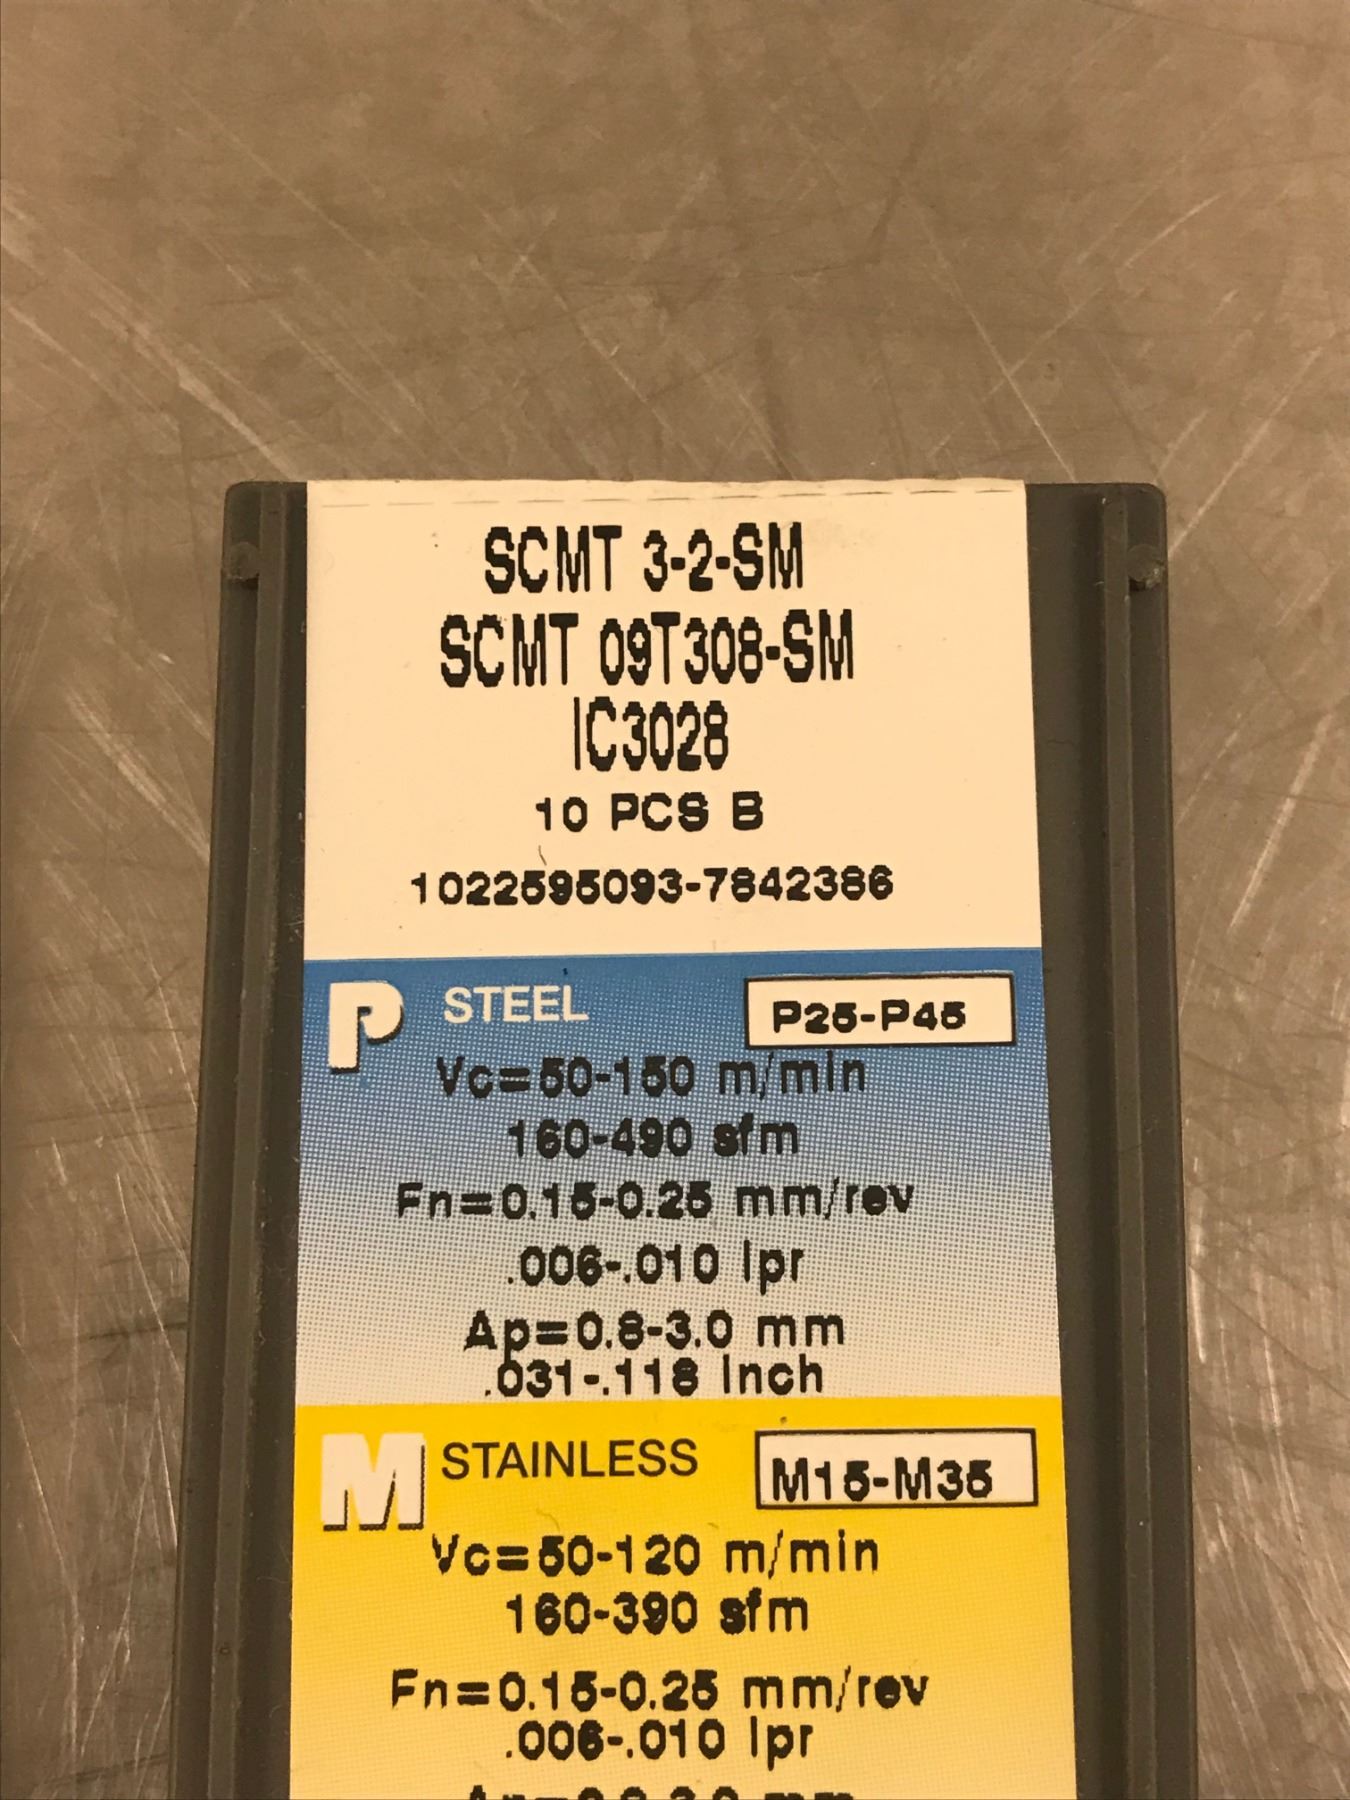 SCMT 3-2-SM
SCMT 09T308-SM
IC3028
10 PCS B
1022595093-7842386
P STEEL P25-P45
Vc=50-150 m/min
160-490 sfm
Fn=0.15-0.25 mm/rev
.006-.010 Ipr
Ap=0.8-3.0 mm
.031-.118 Inch
M STAINLESS M15-M35
Vc=50-120 m/min
160-390 sfm
Fn=0.15-0.25 mm/rev
.006-.010 Ipr